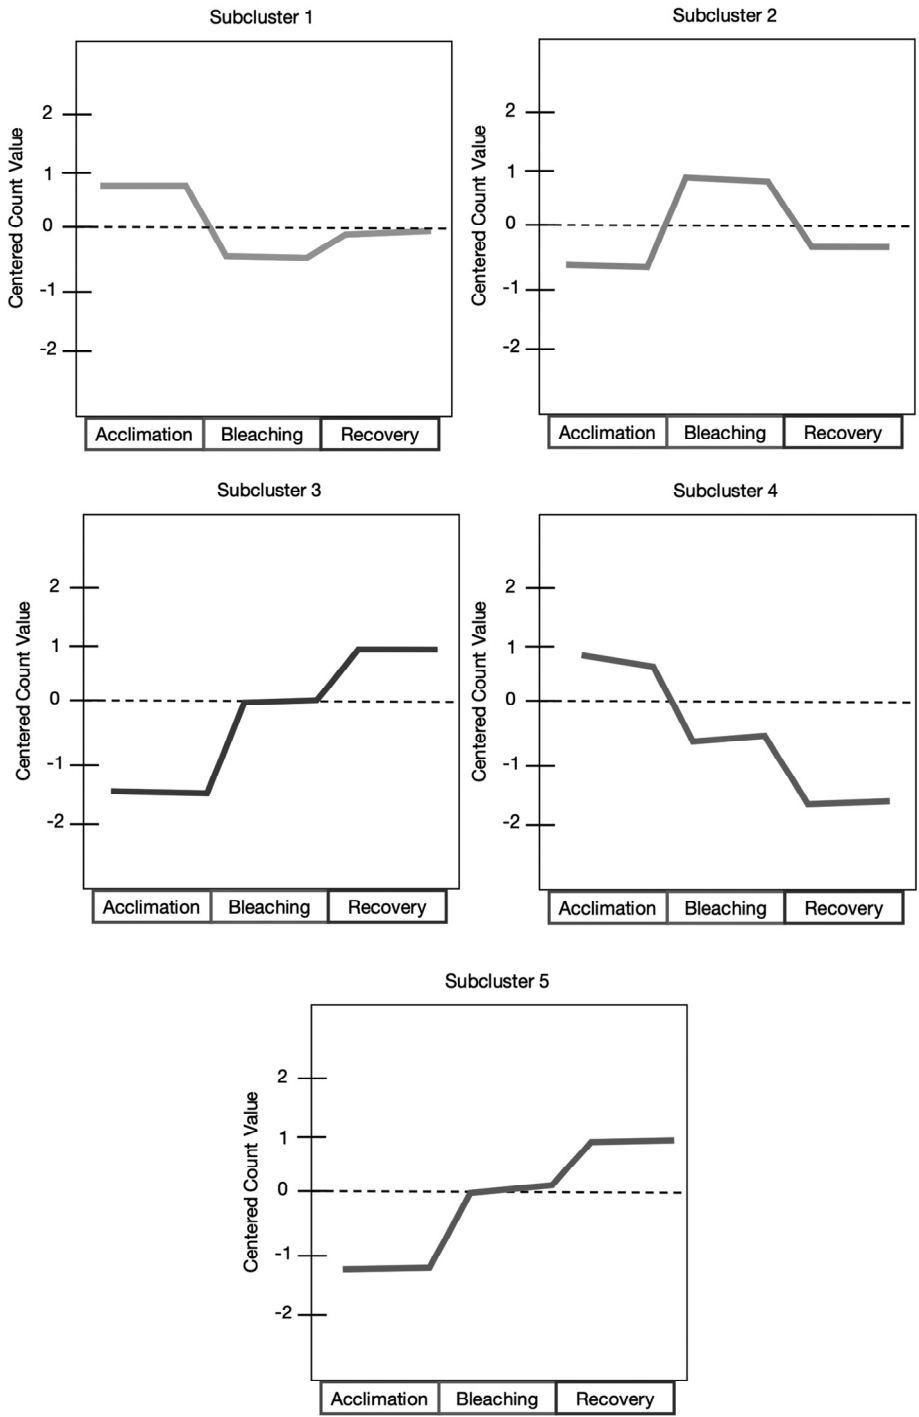 Subcluster 1
Centered Count Value
2
1
0
-1
-2
Acclimation Bleaching Recovery
Subcluster 2
Centered Count Value
2
1
0
-1
-2
Acclimation Bleaching Recovery
Subcluster 3
Centered Count Value
2
1
0
-1
-2
Acclimation Bleaching Recovery
Subcluster 4
Centered Count Value
2
1
0
-1
-2
Acclimation Bleaching Recovery
Subcluster 5
Centered Count Value
2
1
0
-1
-2
Acclimation Bleaching Recovery